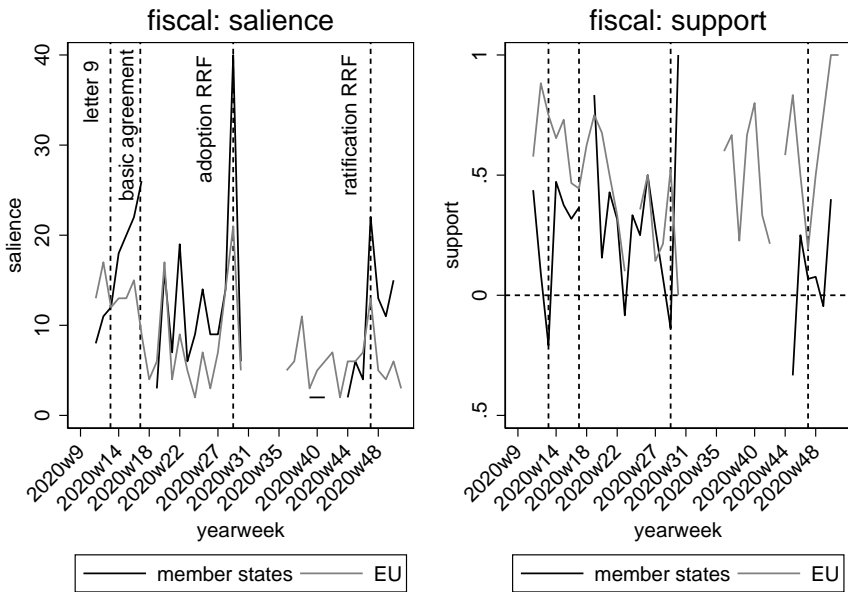 fiscal: salience
40
30
20
10
0
salience
letter 9
basic agreement
adoption RRF
ratification RRF
2020w9
2020w14
2020w18
2020w22
2020w27
2020w31
2020w35
2020w40
2020w44
2020w48
yearweek
member states EU
fiscal: support
1
.5
0
.5
support
2020w9
2020w14
2020w18
2020w22
2020w27
2020w31
2020w35
2020w40
2020w44
2020w48
yearweek
member states EU